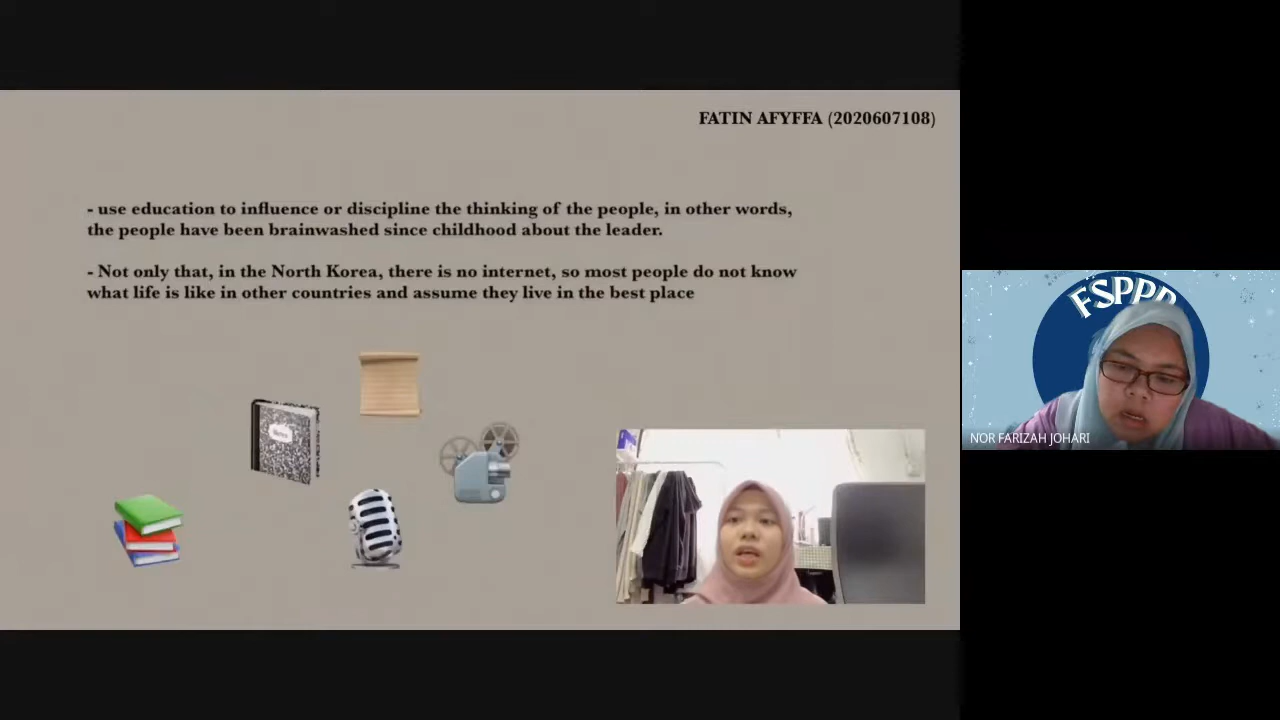 FATIN AFYFFA (2020607108)
- use education to influence or discipline the thinking of the people, in other words,
the people have been brainwashed since childhood about the leader.
- Not only that, in the North Korea, there is no internet, so most people do not know
what life is like in other countries and assume they live in the best place
FSPPP
NOR FARIZAH JOHARI